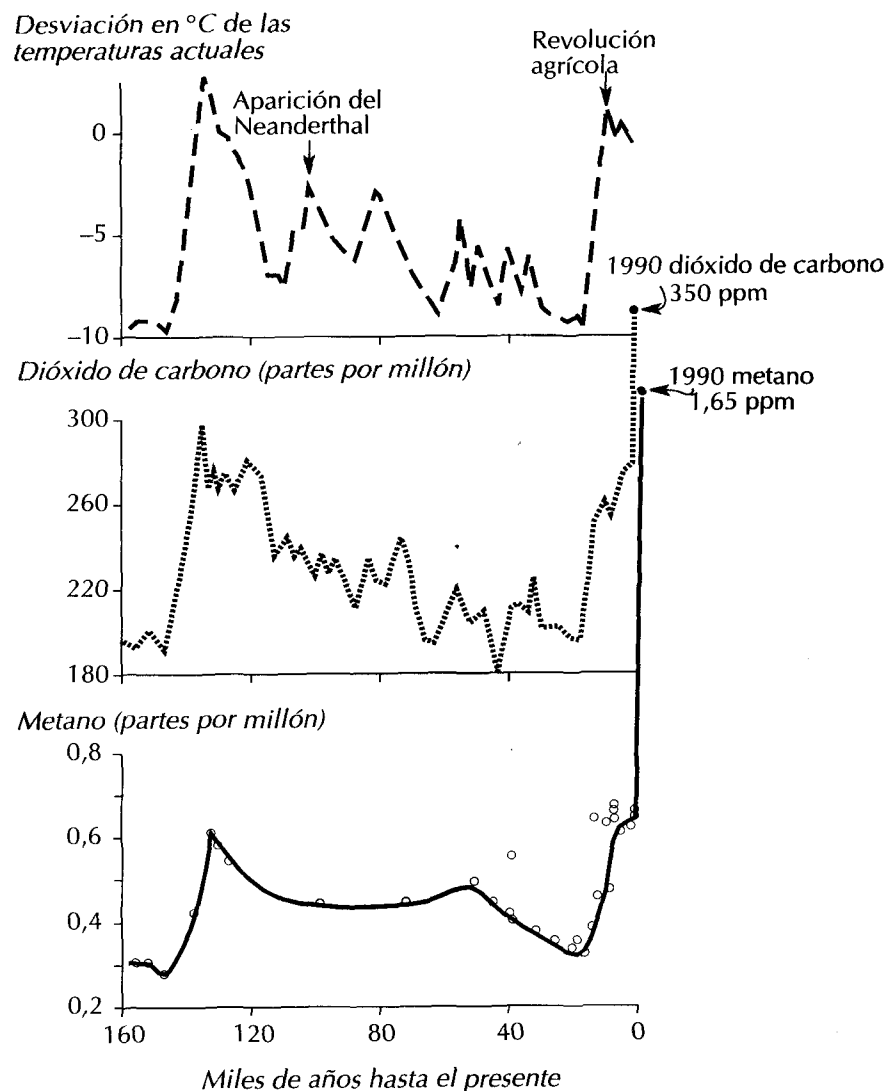 Desviación en °C de las
temperaturas actuales
Revolución
agrícola
Aparición del
Neanderthal
0
−5
−10
1990 dióxido de carbono
350 ppm
Dióxido de carbono (partes por millón)
1990 metano
1,65 ppm
300
260
220
180
Metano (partes por millón)
0,8
0,6
0,4
0,2
160
120
80
40
0
Miles de años hasta el presente